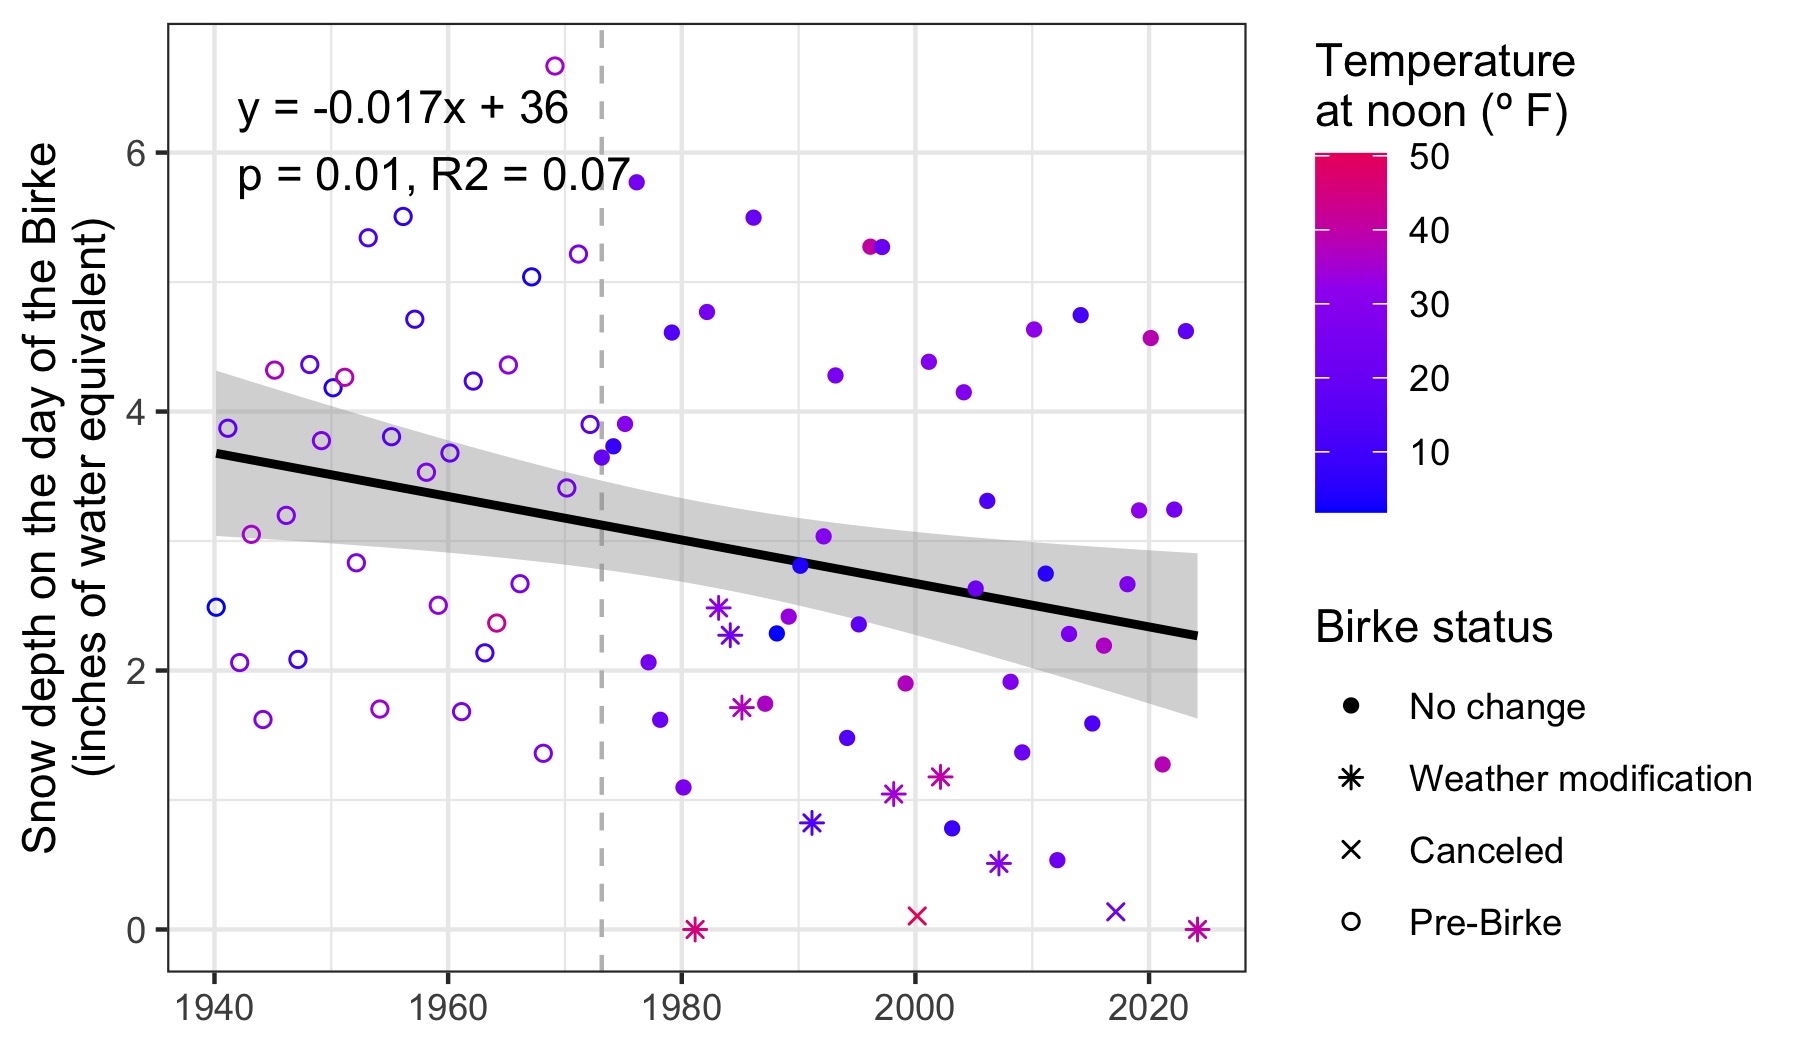 y = -0.017x + 36
p = 0.01, R2 = 0.07
Snow depth on the day of the Birke
(inches of water equivalent)
6
4
2
0
1940
1960
1980
2000
2020
Temperature
at noon (º F)
50
40
30
20
10
Birke status
No change
Weather modification
Canceled
Pre-Birke